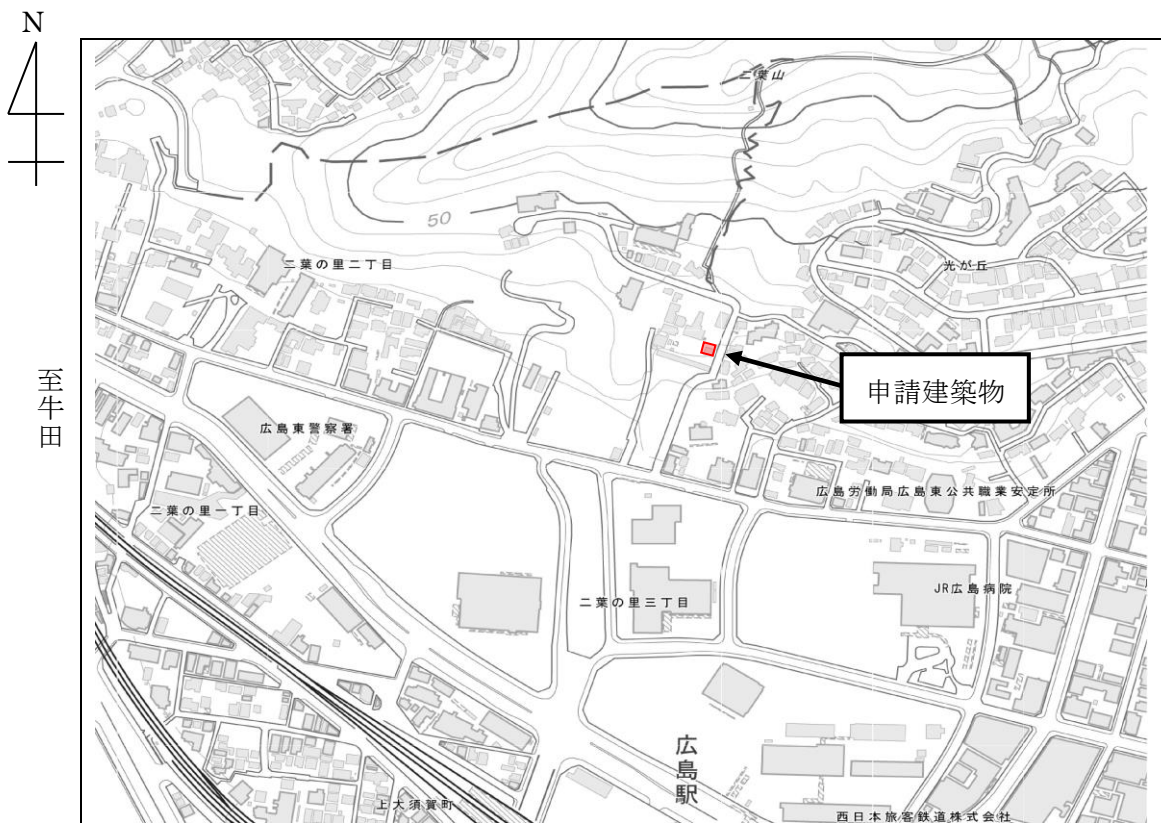 N
二葉山
50
二葉の里二丁目
光が丘
申請建築物
至牛田
広島東警察署
広島労働局広島東公共職業安定所
二葉の里一丁目
二葉の里三丁目
JR広島病院
広島駅
上大須賀町
西日本旅客鉄道株式会社